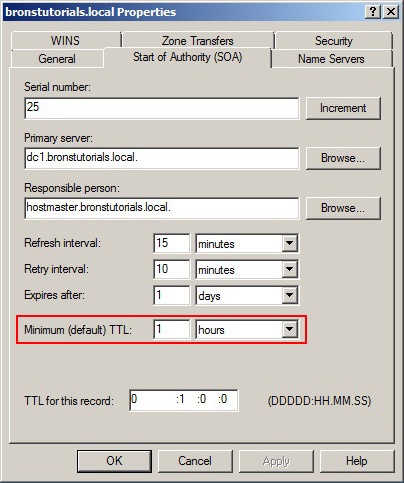 bronstutorials.local Properties
WINS Zone Transfers Security
General Start of Authority (SOA) Name Servers
Serial number:
25 Increment
Primary server:
dc1.bronstutorials.local. Browse...
Responsible person:
hostmaster.bronstutorials.local. Browse...
Refresh interval: 15 minutes
Retry interval: 10 minutes
Expires after: 1 days
Minimum (default) TTL: 1 hours
TTL for this record: 0 :1 :0 :0 (DDDDD:HH.MM.SS)
OK Cancel Apply Help